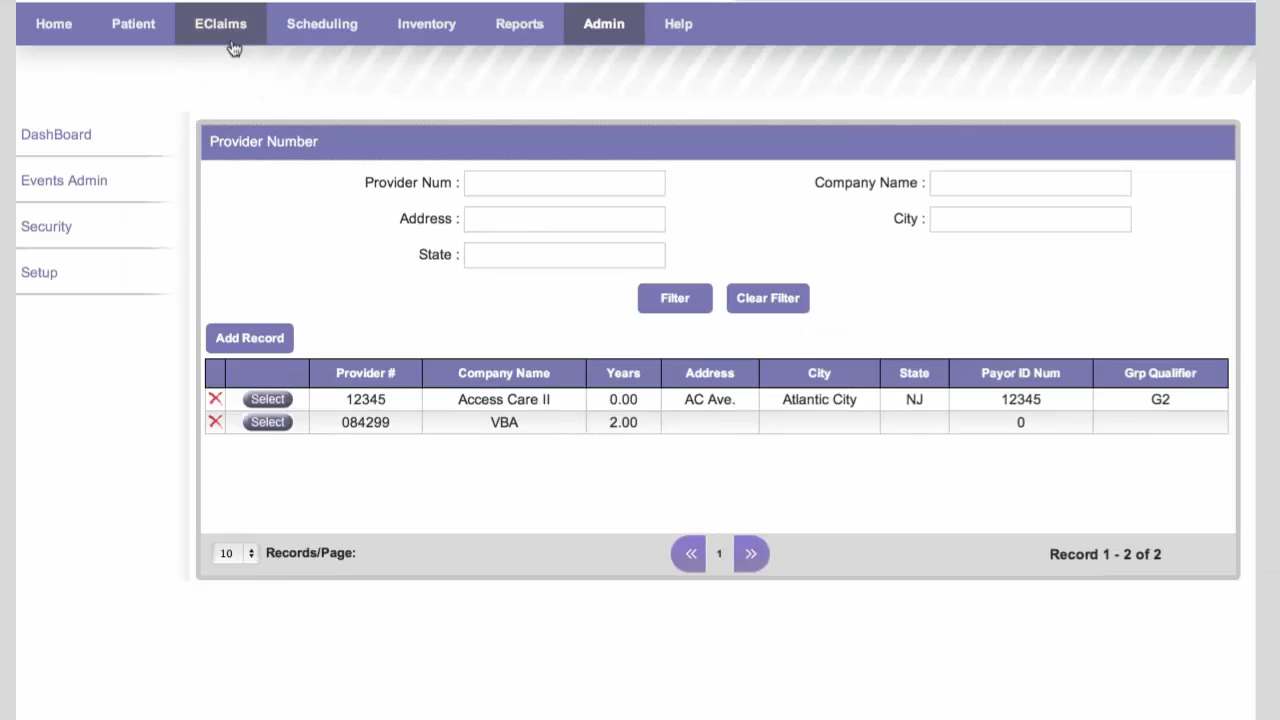 Home Patient EClaims Scheduling Inventory Reports Admin Help
DashBoard
Events Admin
Security
Setup
Provider Number
Provider Num : Company Name :
Address : City :
State :
Filter Clear Filter
Add Record
Provider # Company Name Years Address City State Payor ID Num Grp Qualifier
Select 12345 Access Care II 0.00 AC Ave. Atlantic City NJ 12345 G2
Select 084299 VBA 2.00 0
10 Records/Page: « 1 » Record 1 - 2 of 2